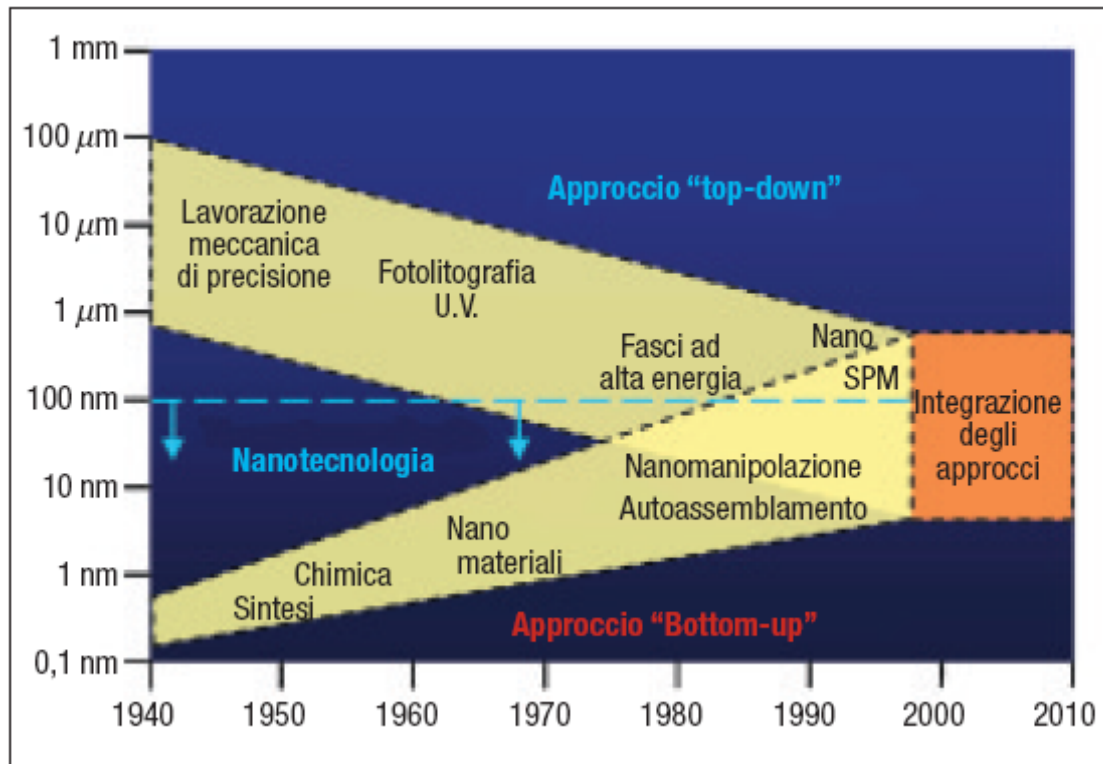 1 mm
100 μm
10 μm
1 μm
100 nm
10 nm
1 nm
0,1 nm
Approccio “top-down”
Lavorazione
meccanica
di precisione
Fotolitografia
U.V.
Fasci ad
alta energia
Nano
SPM
Integrazione
degli
approcci
Nanotecnologia
Nanomanipolazione
Autoassemblamento
Nano
materiali
Chimica
Sintesi
Approccio “Bottom-up”
1940 1950 1960 1970 1980 1990 2000 2010